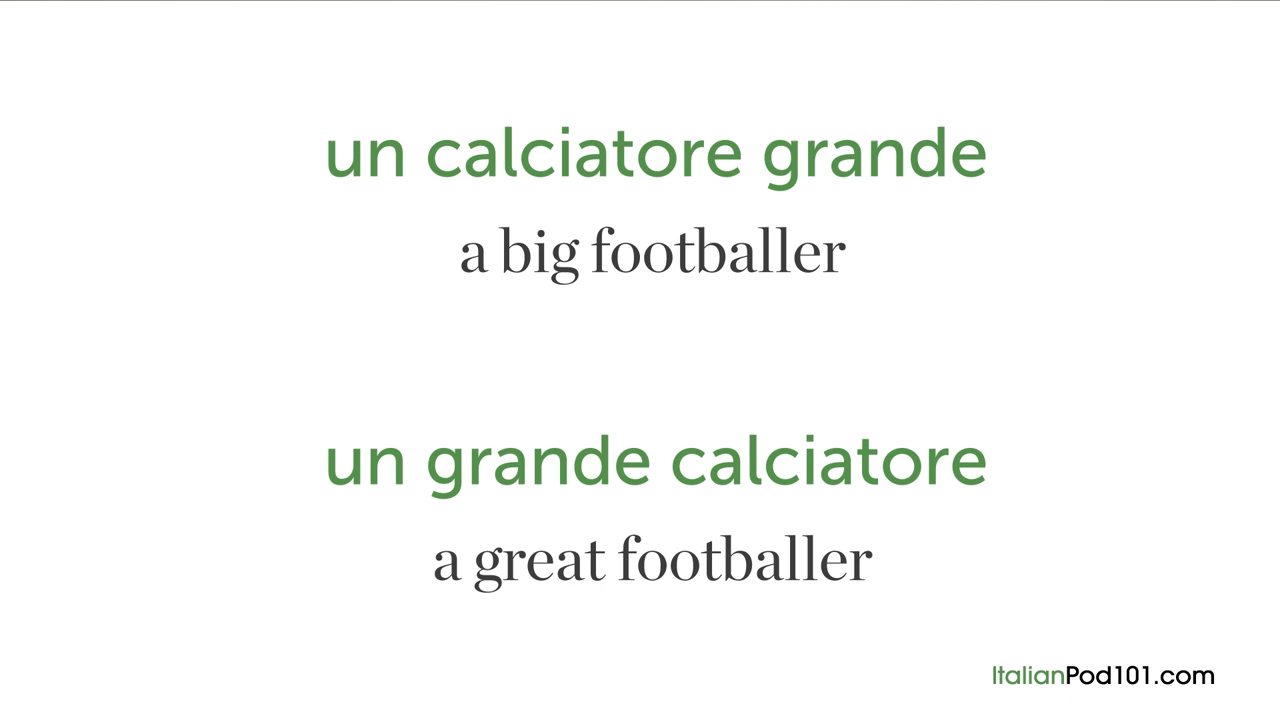 un calciatore grande
a big footballer
un grande calciatore
a great footballer
ItalianPod101.com